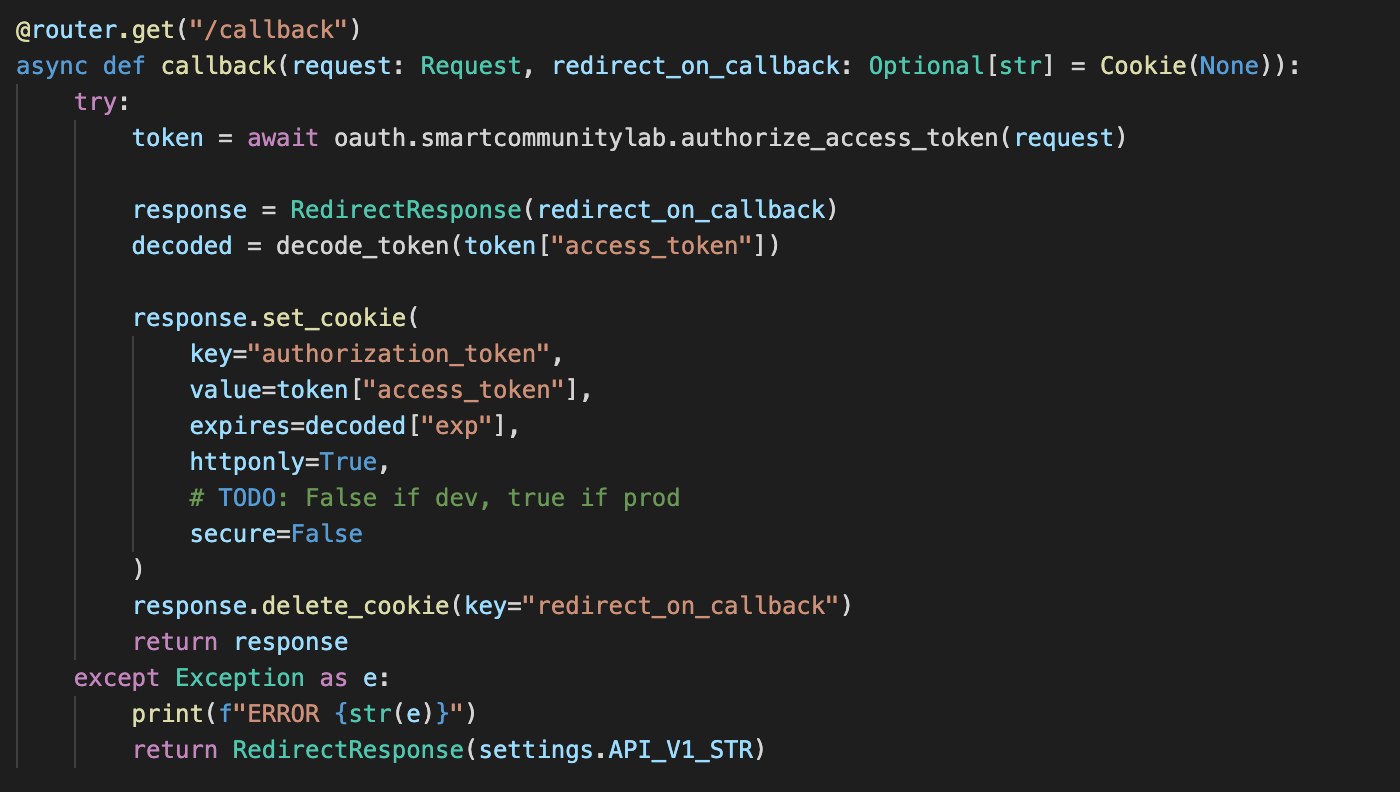 @router.get("/callback")
async def callback(request: Request, redirect_on_callback: Optional[str] = Cookie(None)):
    try:
        token = await oauth.smartcommunitylab.authorize_access_token(request)

        response = RedirectResponse(redirect_on_callback)
        decoded = decode_token(token["access_token"])

        response.set_cookie(
            key="authorization_token",
            value=token["access_token"],
            expires=decoded["exp"],
            httponly=True,
            # TODO: False if dev, true if prod
            secure=False
        )
        response.delete_cookie(key="redirect_on_callback")
        return response
    except Exception as e:
        print(f"ERROR {str(e)}")
        return RedirectResponse(settings.API_V1_STR)